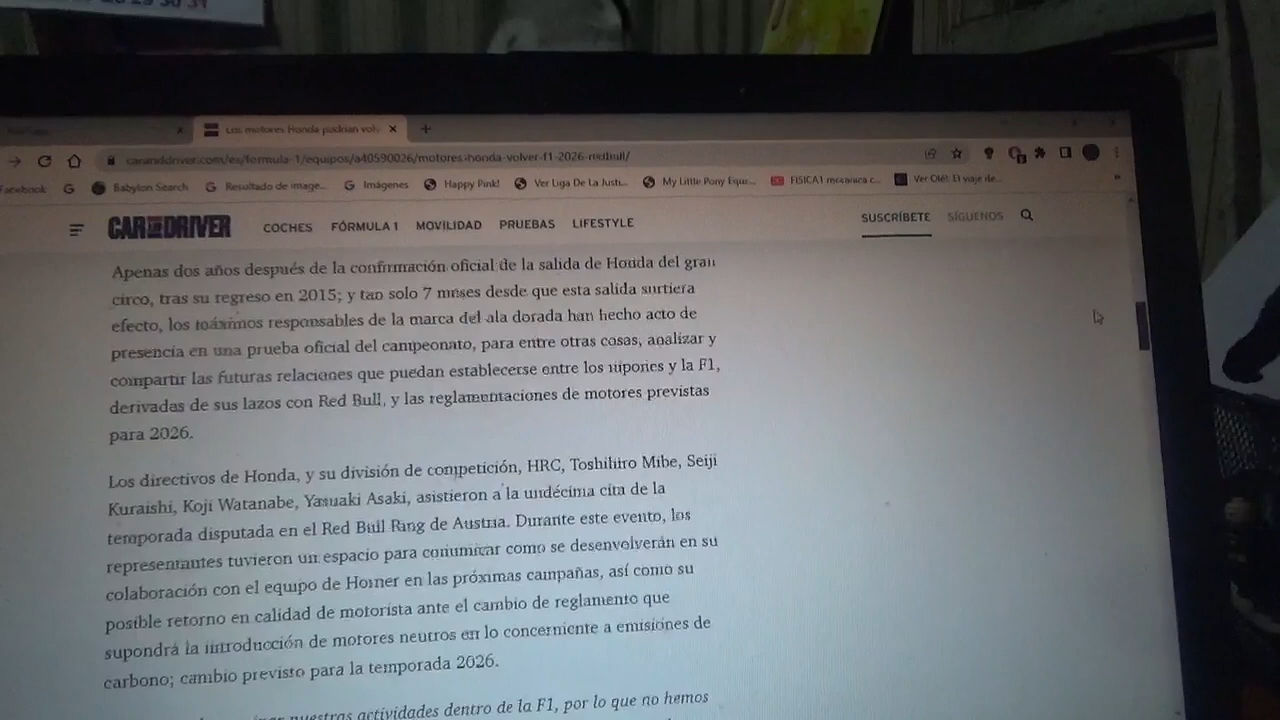 Los motores Honda podrían volv
caranddriver.com/es/formula-1/equipos/a40590026/motores-honda-volver-f1-2026-redbull/
Facebook
Babylon Search
Resultado de image...
Imágenes
Happy Pink!
Ver Liga De La Justi...
My Little Pony Equs...
FISICA1 mecanica c...
Ver Olé! El viaje de...
CAR AND DRIVER
COCHES FÓRMULA 1 MOVILIDAD PRUEBAS LIFESTYLE
SUSCRÍBETE SÍGUENOS
Apenas dos años después de la confirmación oficial de la salida de Honda del gran
circo, tras su regreso en 2015; y tan solo 7 meses desde que esta salida surtiera
efecto, los máximos responsables de la marca del ala dorada han hecho acto de
presencia en una prueba oficial del campeonato, para entre otras cosas, analizar y
compartir las futuras relaciones que puedan establecerse entre los nipones y la F1,
derivadas de sus lazos con Red Bull, y las reglamentaciones de motores previstas
para 2026.
Los directivos de Honda, y su división de competición, HRC, Toshihiro Mibe, Seiji
Kuraishi, Koji Watanabe, Yasuaki Asaki, asistieron a la undécima cita de la
temporada disputada en el Red Bull Ring de Austria. Durante este evento, los
representantes tuvieron un espacio para comunicar como se desenvolverán en su
colaboración con el equipo de Horner en las próximas campañas, así como su
posible retorno en calidad de motorista ante el cambio de reglamento que
supondrá la introducción de motores neutros en lo concerniente a emisiones de
carbono; cambio previsto para la temporada 2026.
nuestras actividades dentro de la F1, por lo que no hemos